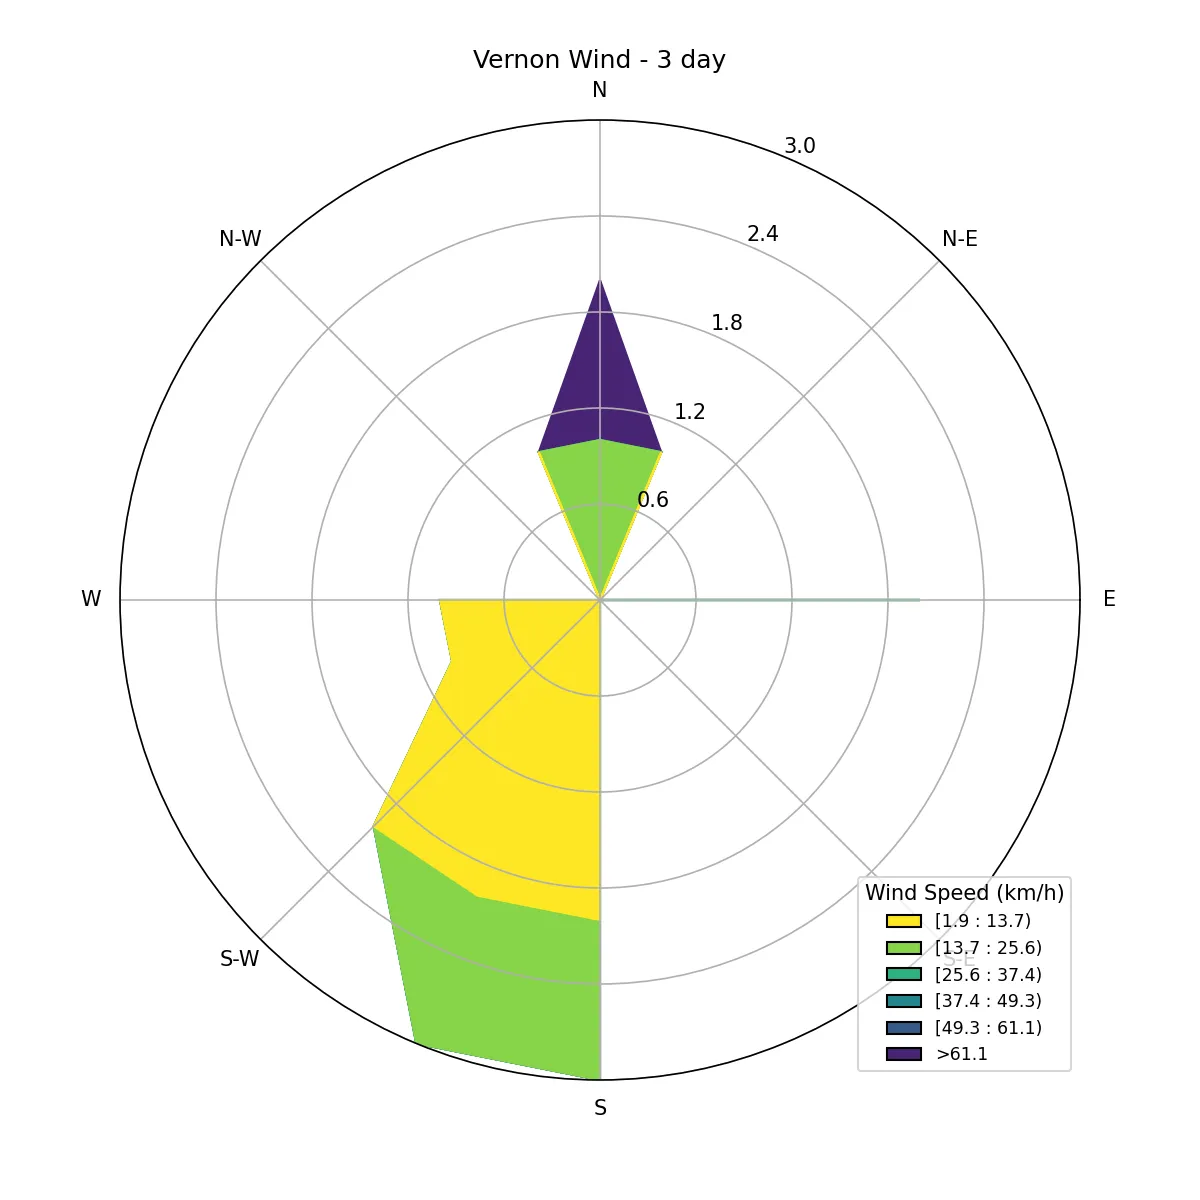 Vernon Wind - 3 day
N
3.0
N-W
2.4
N-E
1.8
1.2
0.6
W
E
Wind Speed (km/h)
[1.9 : 13.7)
[13.7 : 25.6)
S-W
S-E
[25.6 : 37.4)
[37.4 : 49.3)
[49.3 : 61.1)
>61.1
S